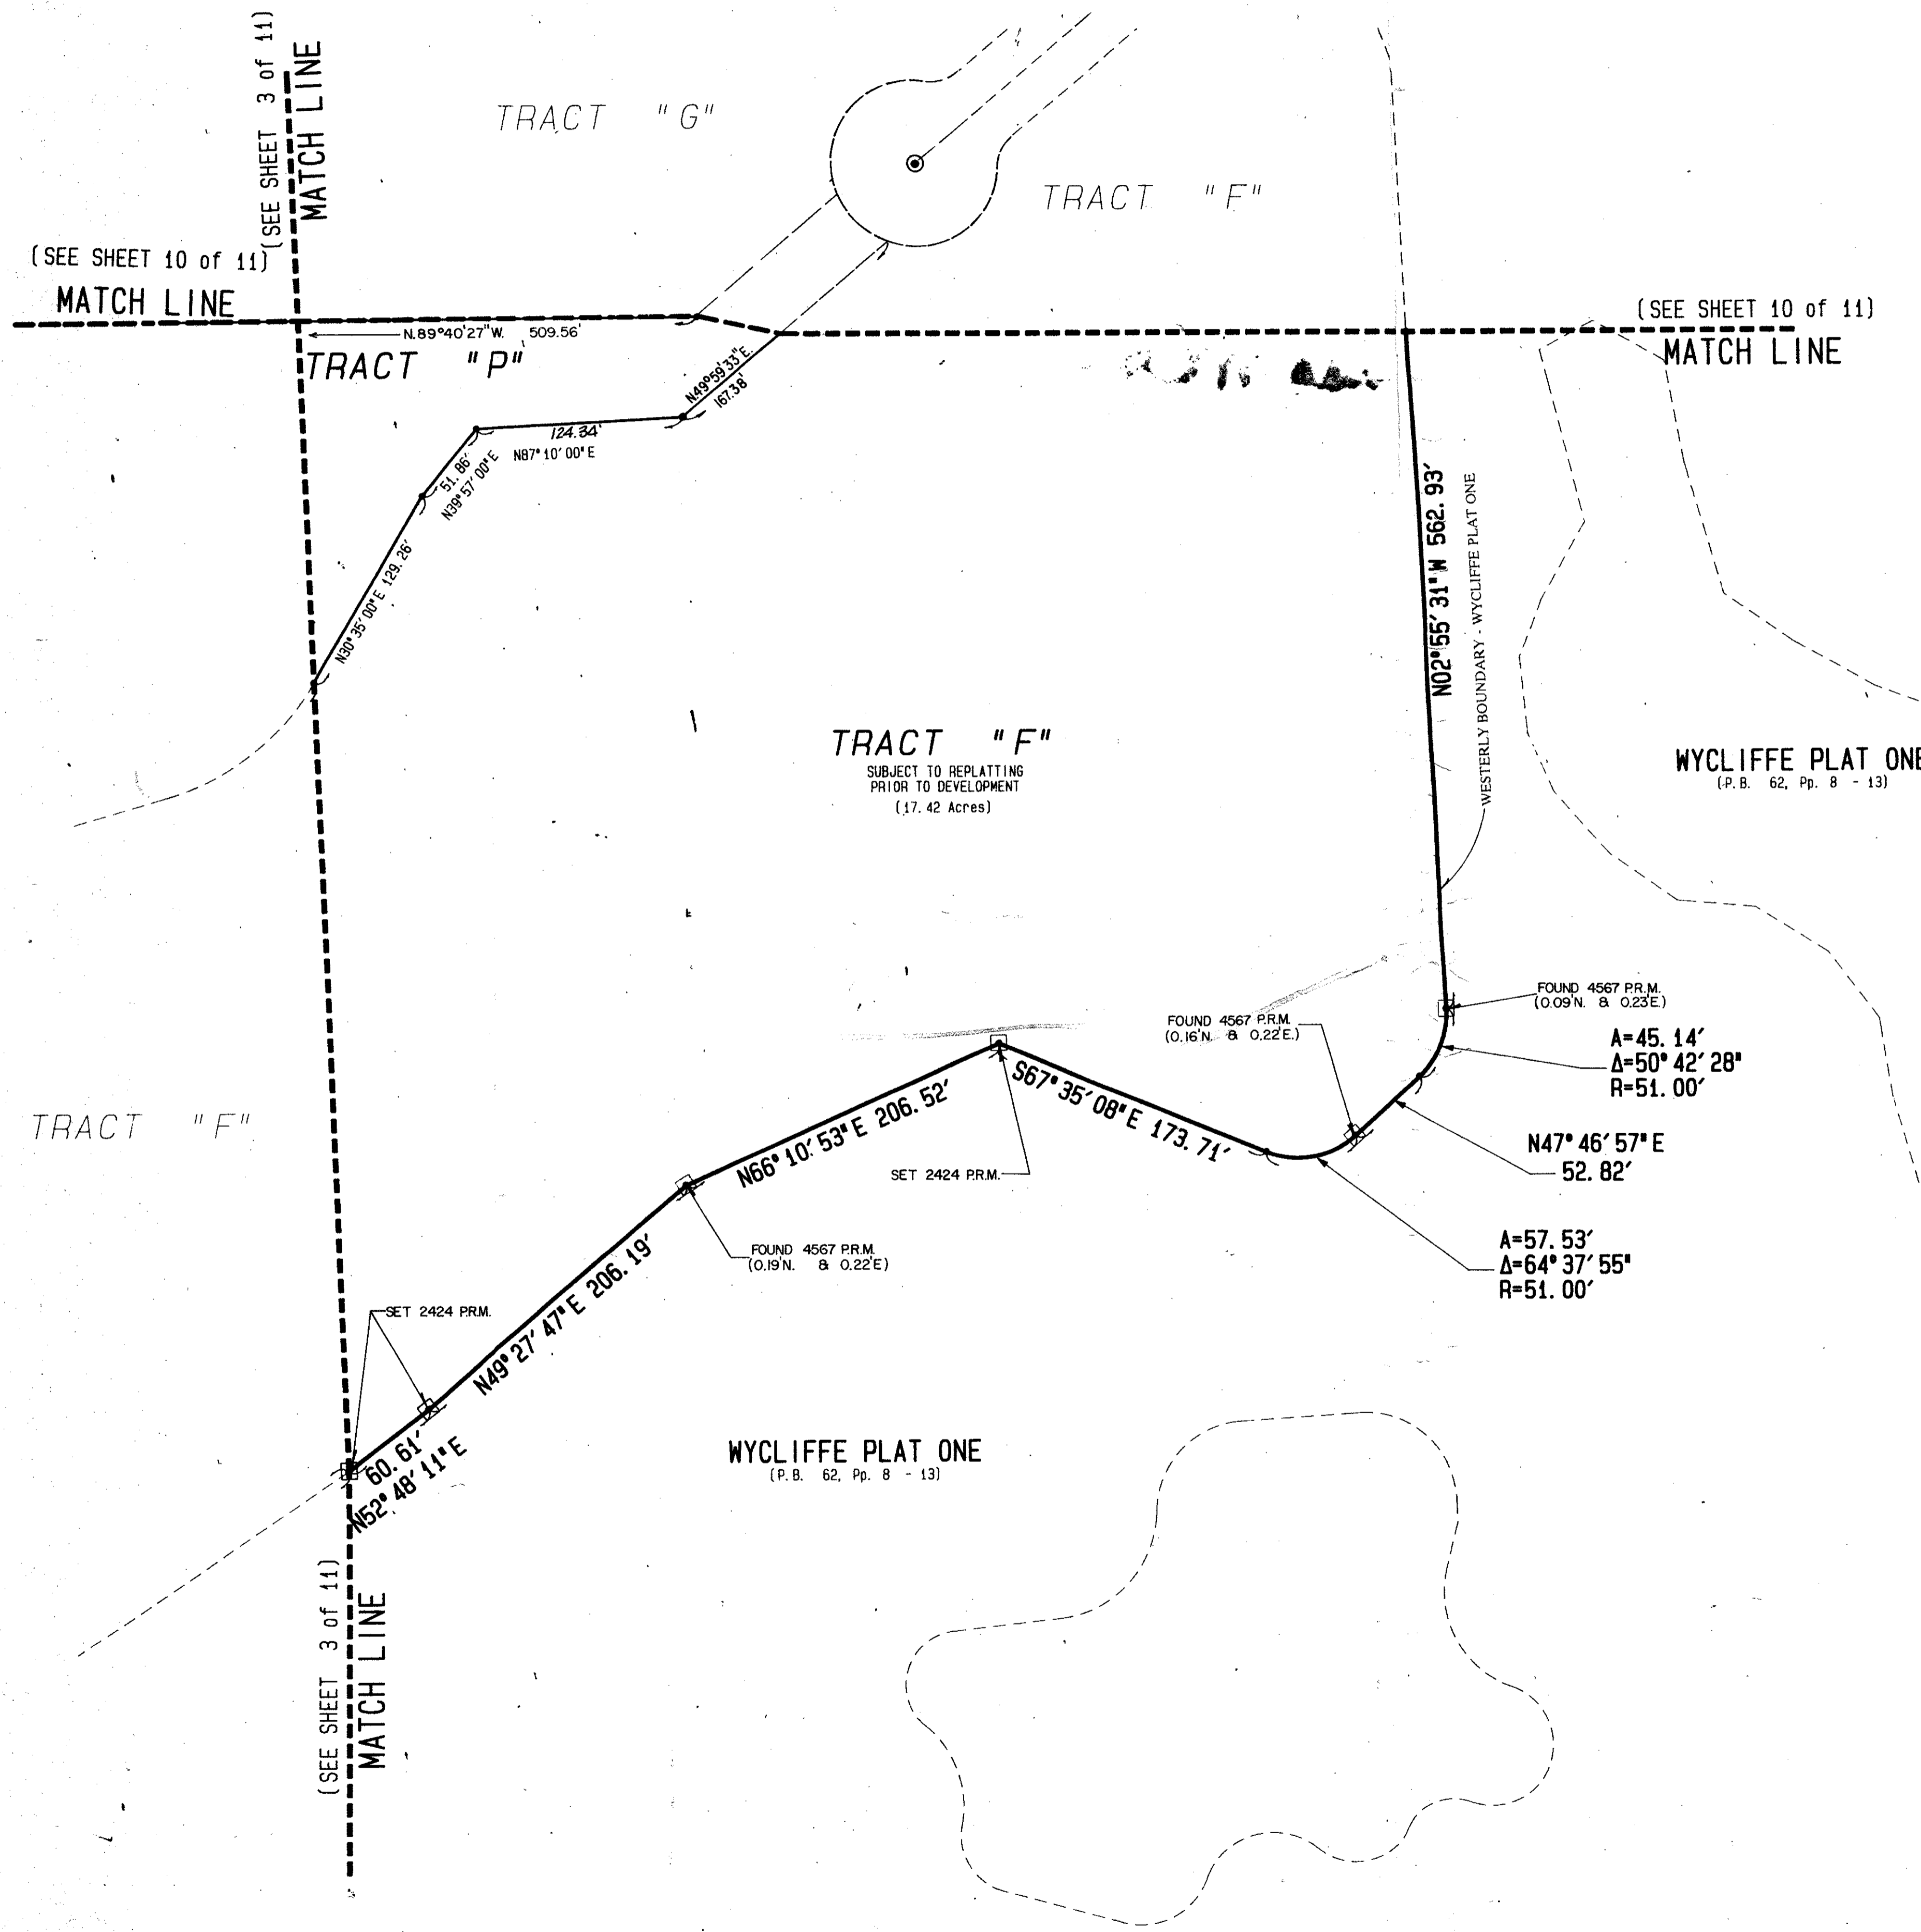 (SEE SHEET 3 of 11)
MATCH LINE
TRACT "G"
TRACT "F"
(SEE SHEET 10 of 11)
MATCH LINE
(SEE SHEET 10 of 11)
MATCH LINE
N.89°40'27"W. 509.56'
TRACT "P"
N49°59'33"E.
167.38'
124.34'
N87°10'00"E
51.86'
N39°57'00"E
N30°35'00"E 129.26'
N02°55'31"W 562.93'
WESTERLY BOUNDARY - WYCLIFFE PLAT ONE
TRACT "F"
SUBJECT TO REPLATTING
PRIOR TO DEVELOPMENT
(17.42 Acres)
WYCLIFFE PLAT ONE
(P.B. 62, Pp. 8 - 13)
FOUND 4567 P.R.M.
(0.09'N. & 0.23'E.)
FOUND 4567 P.R.M.
(0.16'N. & 0.22'E.)
A=45.14'
Δ=50°42'28"
R=51.00'
S67°35'08"E 173.71'
N66°10'53"E 206.52'
TRACT "F"
N47°46'57"E
52.82'
SET 2424 P.R.M.
A=57.53'
Δ=64°37'55"
R=51.00'
FOUND 4567 P.R.M.
(0.19'N. & 0.22'E)
N49°27'47"E 206.19'
SET 2424 P.R.M.
60.61'
N52°48'11"E
WYCLIFFE PLAT ONE
(P.B. 62, Pp. 8 - 13)
(SEE SHEET 3 of 11)
MATCH LINE